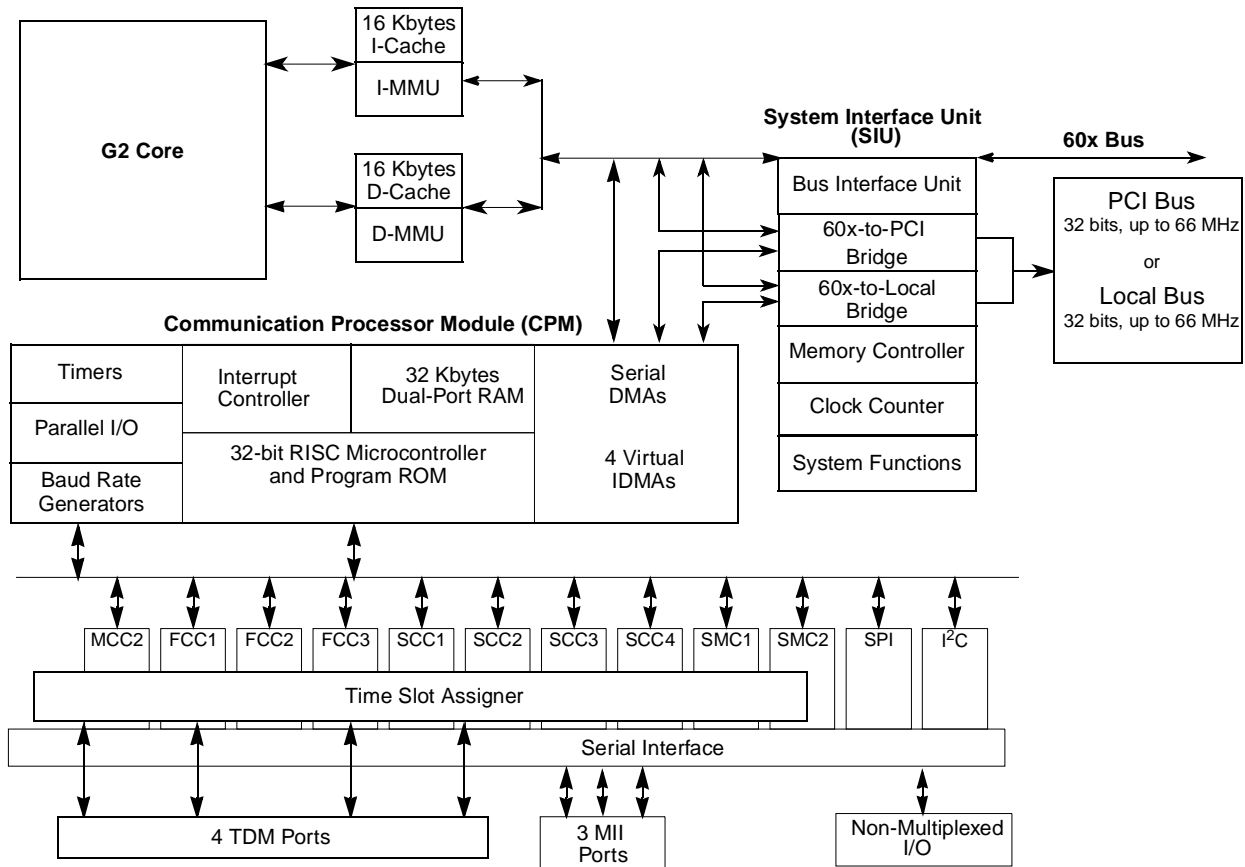 16 Kbytes
I-Cache
I-MMU
G2 Core
16 Kbytes
D-Cache
D-MMU
System Interface Unit
(SIU)
60x Bus
Bus Interface Unit
60x-to-PCI
Bridge
60x-to-Local
Bridge
Memory Controller
Clock Counter
System Functions
PCI Bus
32 bits, up to 66 MHz
or
Local Bus
32 bits, up to 66 MHz
Communication Processor Module (CPM)
Timers
Parallel I/O
Baud Rate
Generators
Interrupt
Controller
32 Kbytes
Dual-Port RAM
32-bit RISC Microcontroller
and Program ROM
Serial
DMAs
4 Virtual
IDMAs
MCC2
FCC1
FCC2
FCC3
SCC1
SCC2
SCC3
SCC4
SMC1
SMC2
SPI
I²C
Time Slot Assigner
Serial Interface
4 TDM Ports
3 MII
Ports
Non-Multiplexed
I/O